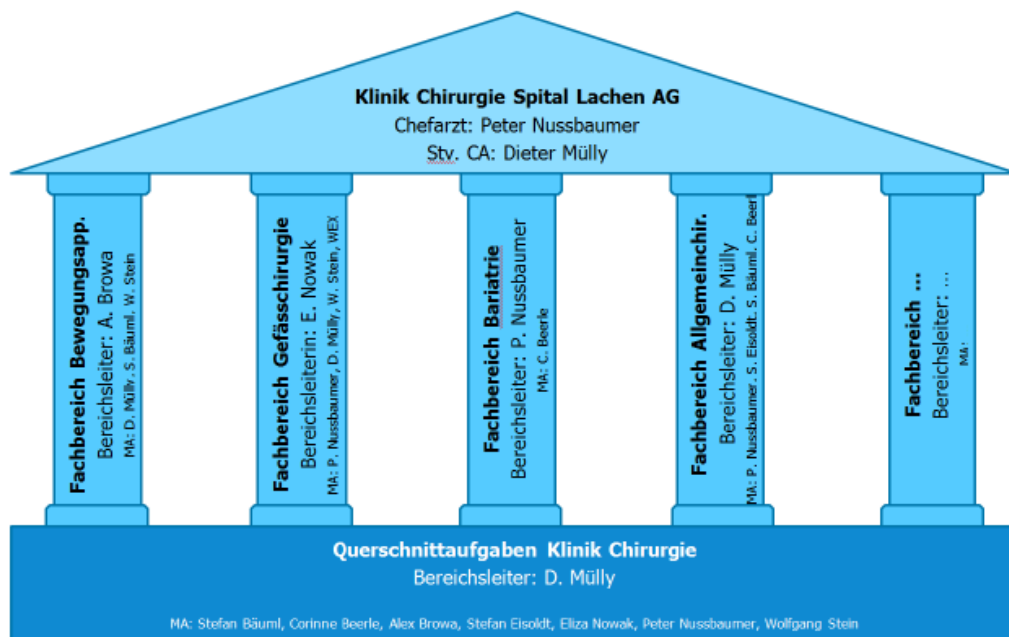 Klinik Chirurgie Spital Lachen AG
Chefarzt: Peter Nussbaumer
Stv. CA: Dieter Mülly
Fachbereich Bewegungsapp.
Bereichsleiter: A. Browa
MA: D. Mülly. S. Bäuml. W. Stein
Fachbereich Gefässchirurgie
Bereichsleiterin: E. Nowak
MA: P. Nussbaumer, D. Mülly, W. Stein, WEX
Fachbereich Bariatrie
Bereichsleiter: P. Nussbaumer
MA: C. Beerle
Fachbereich Allgemeinchir.
Bereichsleiter: D. Mülly
MA: P. Nussbaumer. S. Eisoldt. S. Bäuml. C. Beerl
Fachbereich ...
Bereichsleiter: ...
MA:
Querschnittaufgaben Klinik Chirurgie
Bereichsleiter: D. Mülly
MA: Stefan Bäuml, Corinne Beerle, Alex Browa, Stefan Eisoldt, Eliza Nowak, Peter Nussbaumer, Wolfgang Stein